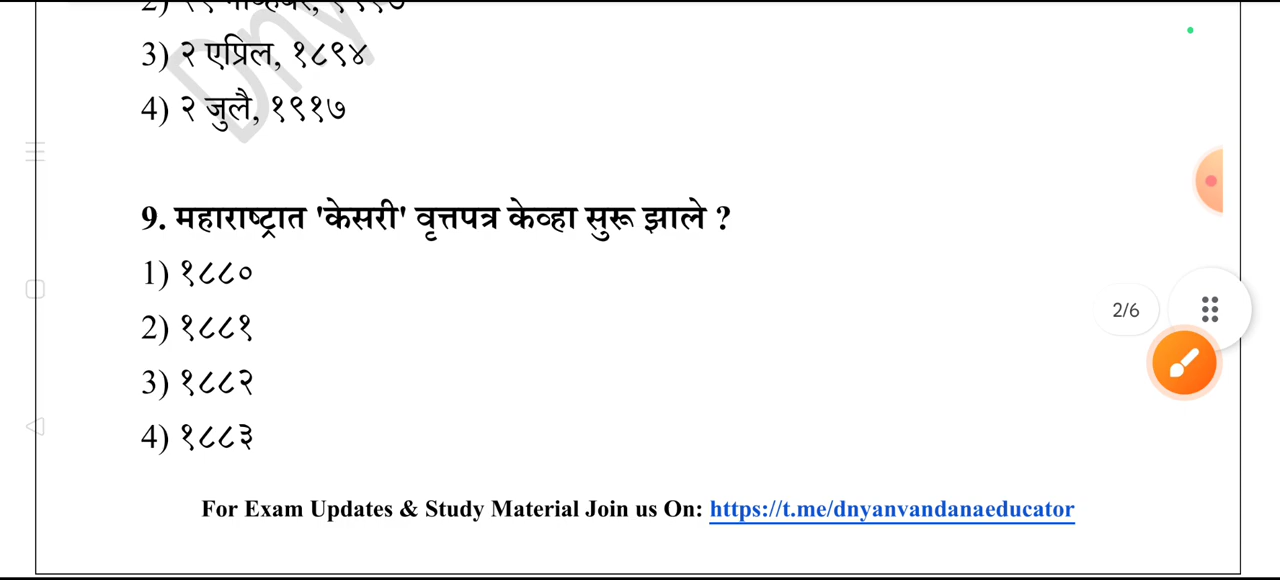 3) २ एप्रिल, १८९४
4) २ जुलै, १९१७
9. महाराष्ट्रात 'केसरी' वृत्तपत्र केव्हा सुरू झाले ?
1) १८८०
2) १८८१
2/6
3) १८८२
4) १८८३
For Exam Updates & Study Material Join us On: https://t.me/dnyanvandanaeducator